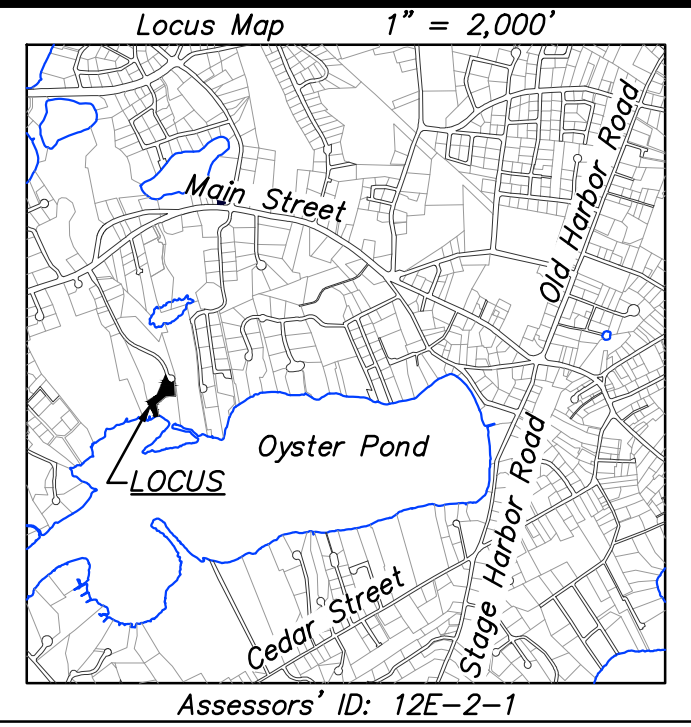 Locus Map 1" = 2,000'
Old Harbor Road
Main Street
Oyster Pond
LOCUS
Stage Harbor Road
Cedar Street
Assessors' ID: 12E-2-1